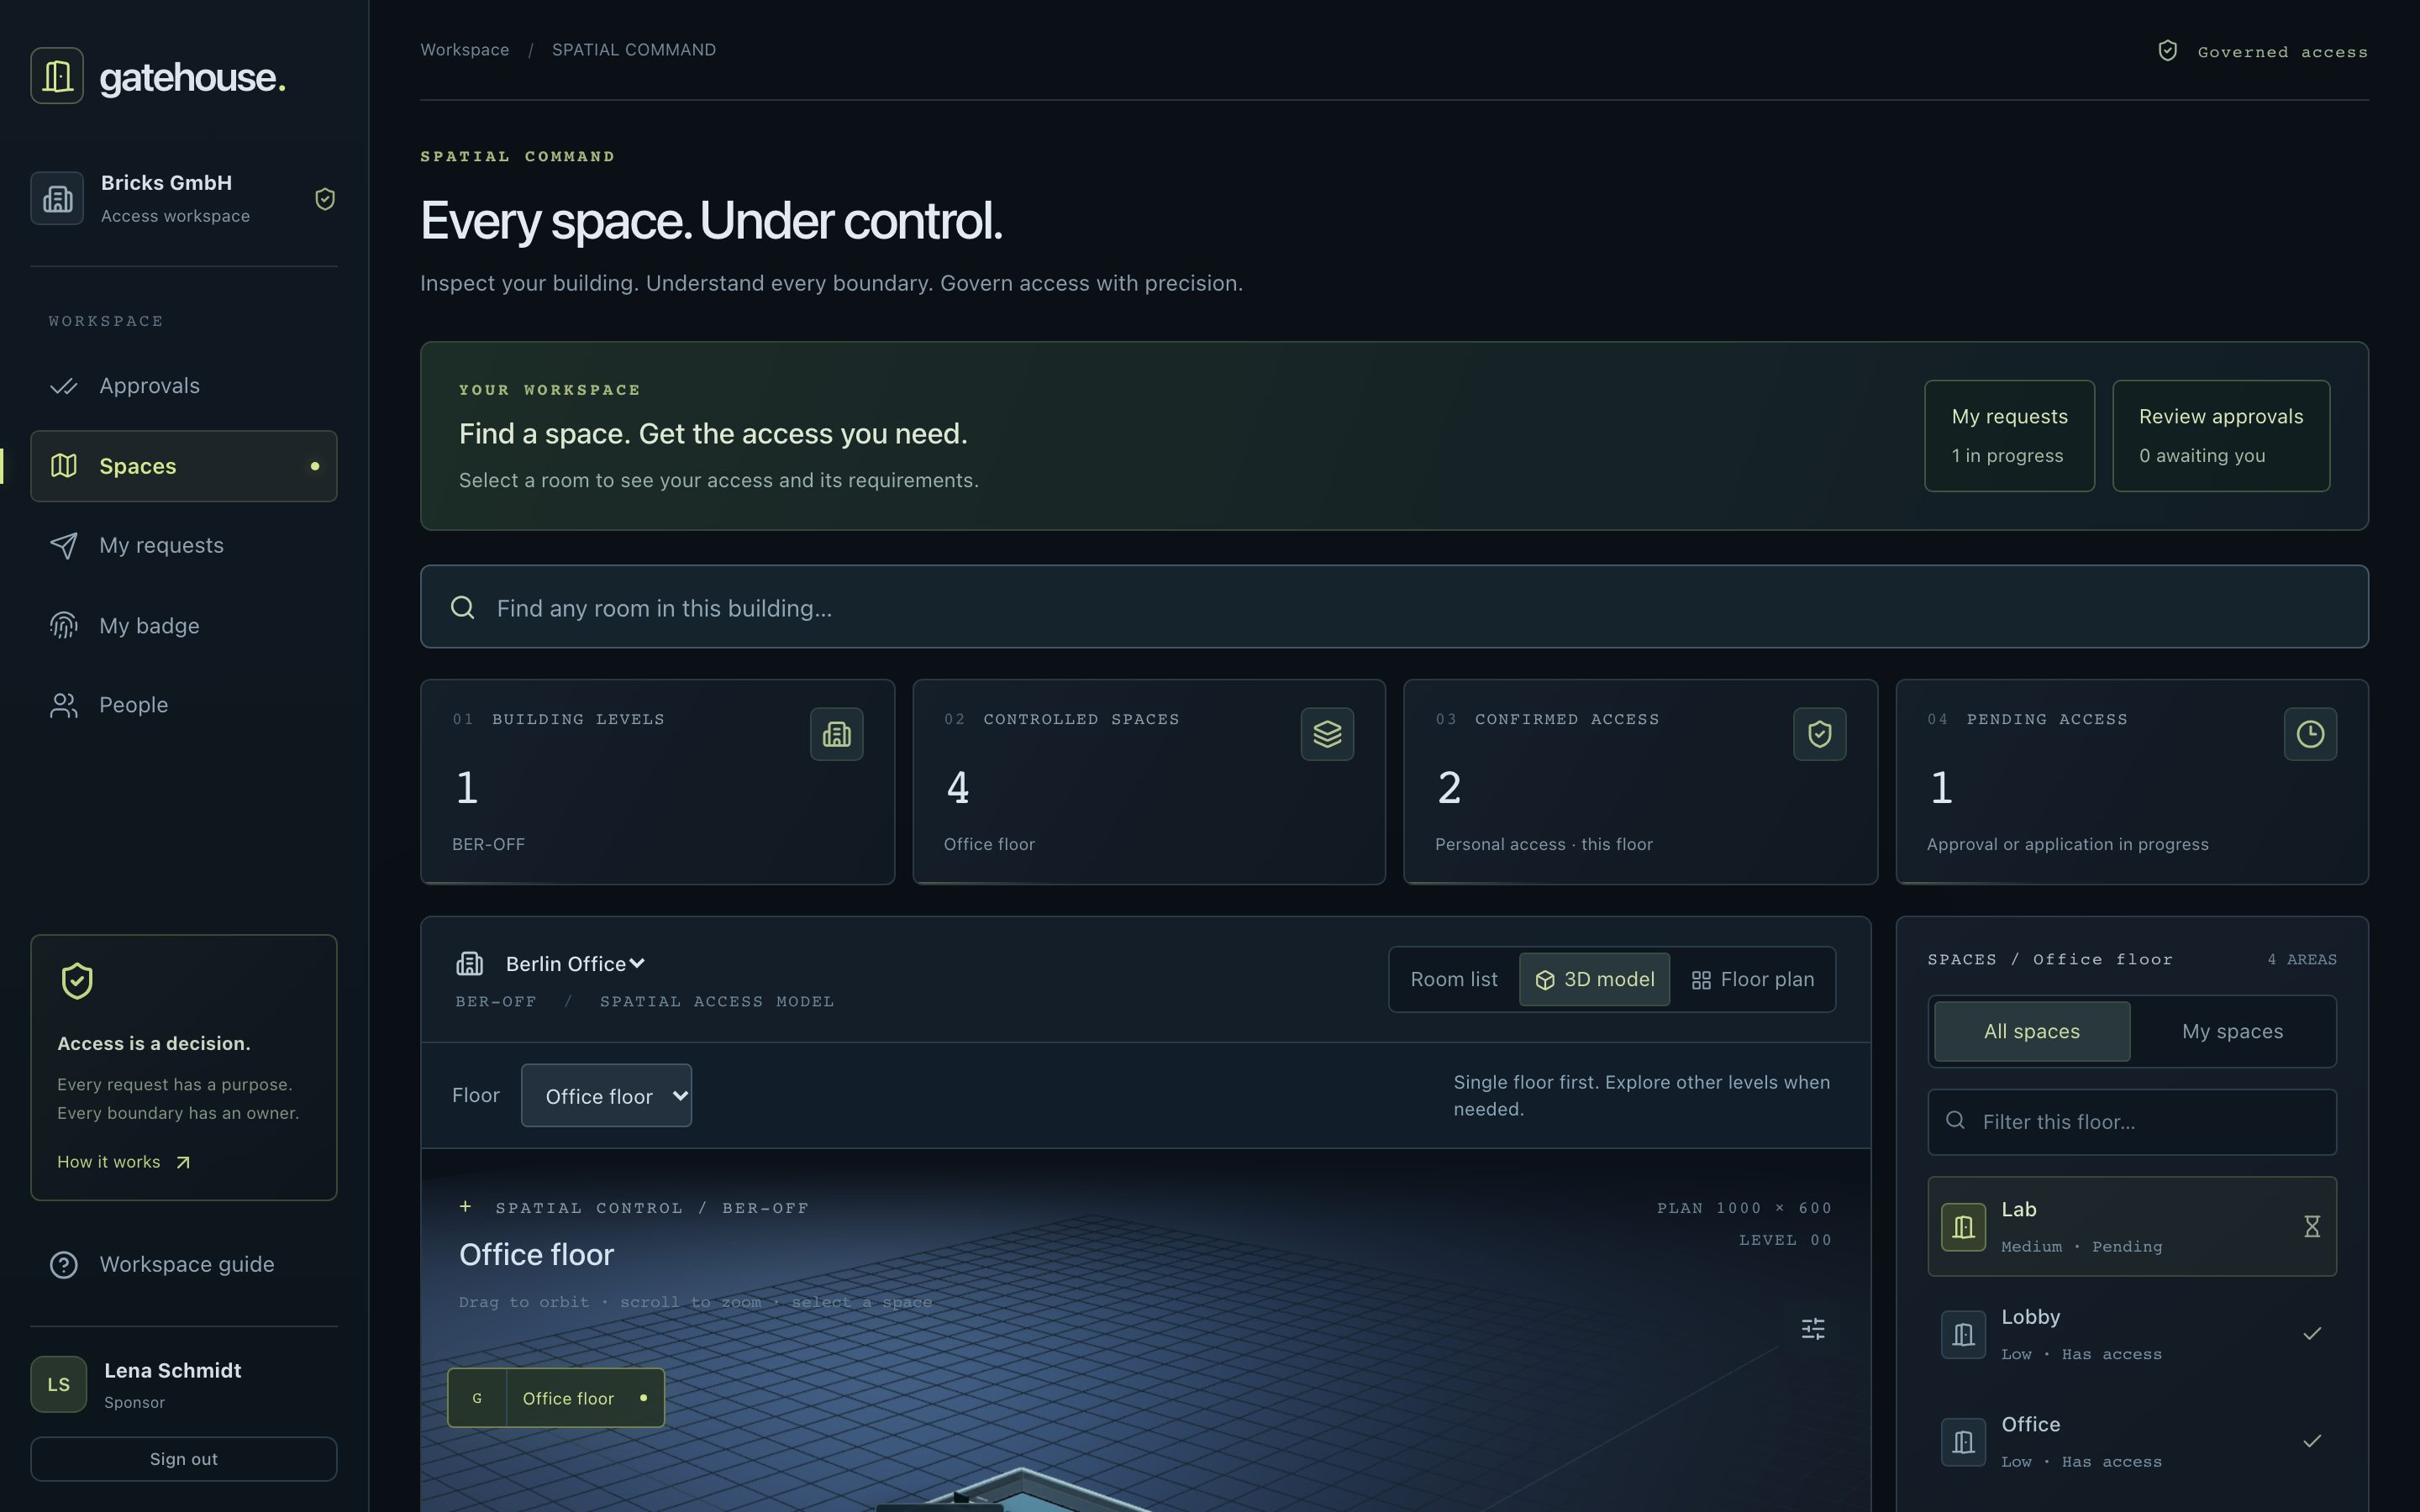 gatehouse.
Bricks GmbH
Access workspace
WORKSPACE
Approvals
Spaces
My requests
My badge
People
Access is a decision.
Every request has a purpose.
Every boundary has an owner.
How it works
Workspace guide
LS
Lena Schmidt
Sponsor
Sign out
Workspace / SPATIAL COMMAND
Governed access
SPATIAL COMMAND
Every space. Under control.
Inspect your building. Understand every boundary. Govern access with precision.
YOUR WORKSPACE
Find a space. Get the access you need.
Select a room to see your access and its requirements.
My requests
1 in progress
Review approvals
0 awaiting you
Find any room in this building...
01 BUILDING LEVELS
1
BER-OFF
02 CONTROLLED SPACES
4
Office floor
03 CONFIRMED ACCESS
2
Personal access · this floor
04 PENDING ACCESS
1
Approval or application in progress
Berlin Office
BER-OFF / SPATIAL ACCESS MODEL
Room list
3D model
Floor plan
Floor
Office floor
Single floor first. Explore other levels when
needed.
+ SPATIAL CONTROL / BER-OFF
Office floor
Drag to orbit · scroll to zoom · select a space
PLAN 1000 × 600
LEVEL 00
G Office floor
SPACES / Office floor
4 AREAS
All spaces
My spaces
Filter this floor...
Lab
Medium · Pending
Lobby
Low · Has access
Office
Low · Has access